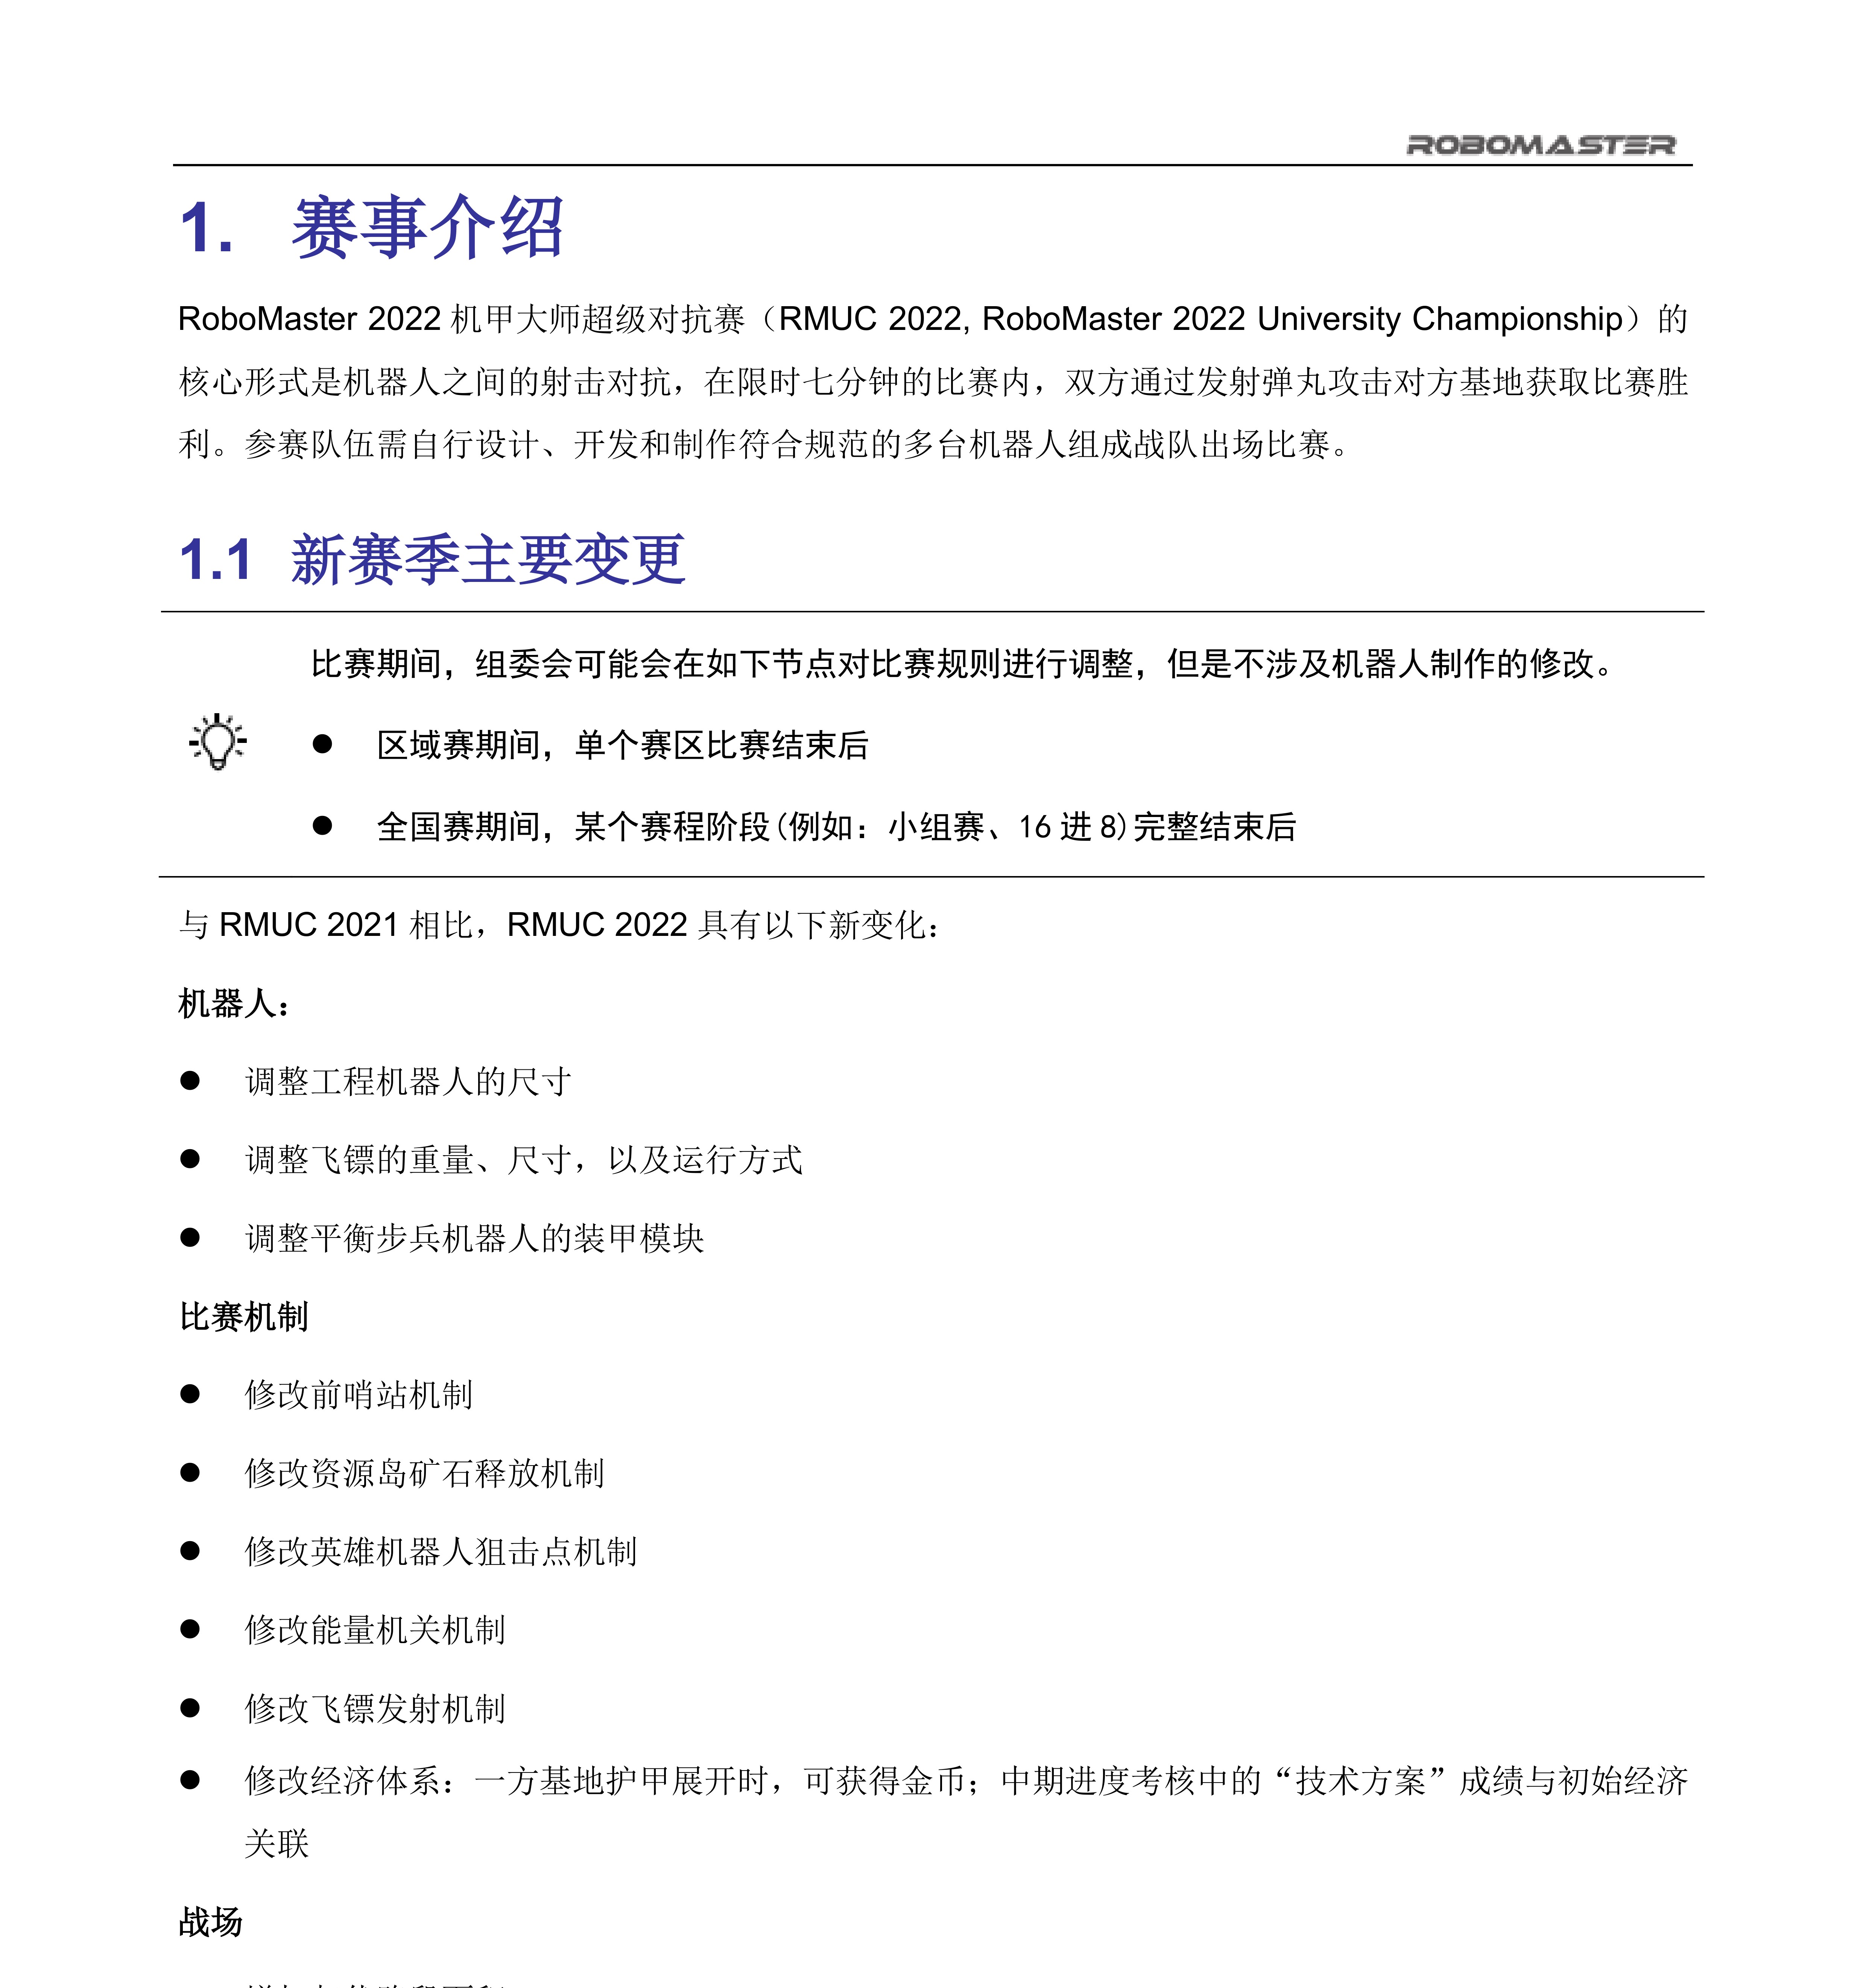 ROBOMASTER
1. 赛事介绍
RoboMaster 2022 机甲大师超级对抗赛（RMUC 2022, RoboMaster 2022 University Championship）的
核心形式是机器人之间的射击对抗，在限时七分钟的比赛内，双方通过发射弹丸攻击对方基地获取比赛胜
利。参赛队伍需自行设计、开发和制作符合规范的多台机器人组成战队出场比赛。
1.1 新赛季主要变更
比赛期间，组委会可能会在如下节点对比赛规则进行调整，但是不涉及机器人制作的修改。
● 区域赛期间，单个赛区比赛结束后
● 全国赛期间，某个赛程阶段(例如：小组赛、16 进 8)完整结束后
与 RMUC 2021 相比，RMUC 2022 具有以下新变化：
机器人：
● 调整工程机器人的尺寸
● 调整飞镖的重量、尺寸，以及运行方式
● 调整平衡步兵机器人的装甲模块
比赛机制
● 修改前哨站机制
● 修改资源岛矿石释放机制
● 修改英雄机器人狙击点机制
● 修改能量机关机制
● 修改飞镖发射机制
● 修改经济体系：一方基地护甲展开时，可获得金币；中期进度考核中的“技术方案”成绩与初始经济
关联
战场